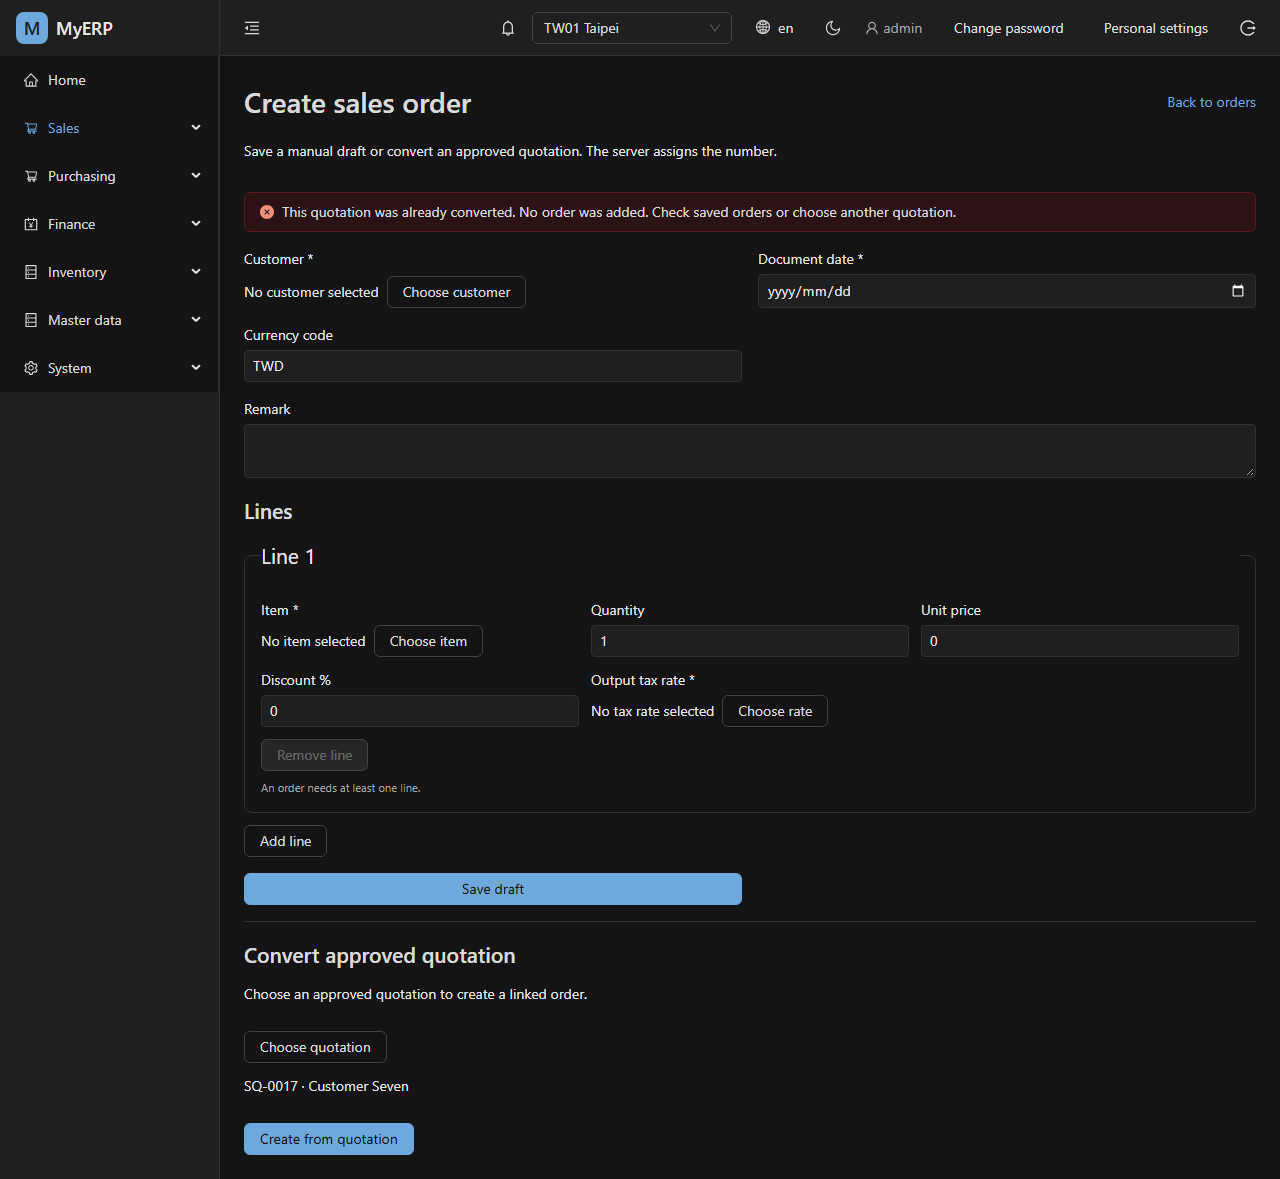 M MyERP
TW01 Taipei
en
admin
Change password
Personal settings
Home
Sales
Purchasing
Finance
Inventory
Master data
System
Create sales order
Back to orders
Save a manual draft or convert an approved quotation. The server assigns the number.
This quotation was already converted. No order was added. Check saved orders or choose another quotation.
Customer *
No customer selected
Choose customer
Document date *
yyyy/mm/dd
Currency code
TWD
Remark
Lines
Line 1
Item *
No item selected
Choose item
Quantity
1
Unit price
0
Discount %
0
Output tax rate *
No tax rate selected
Choose rate
Remove line
An order needs at least one line.
Add line
Save draft
Convert approved quotation
Choose an approved quotation to create a linked order.
Choose quotation
SQ-0017 · Customer Seven
Create from quotation